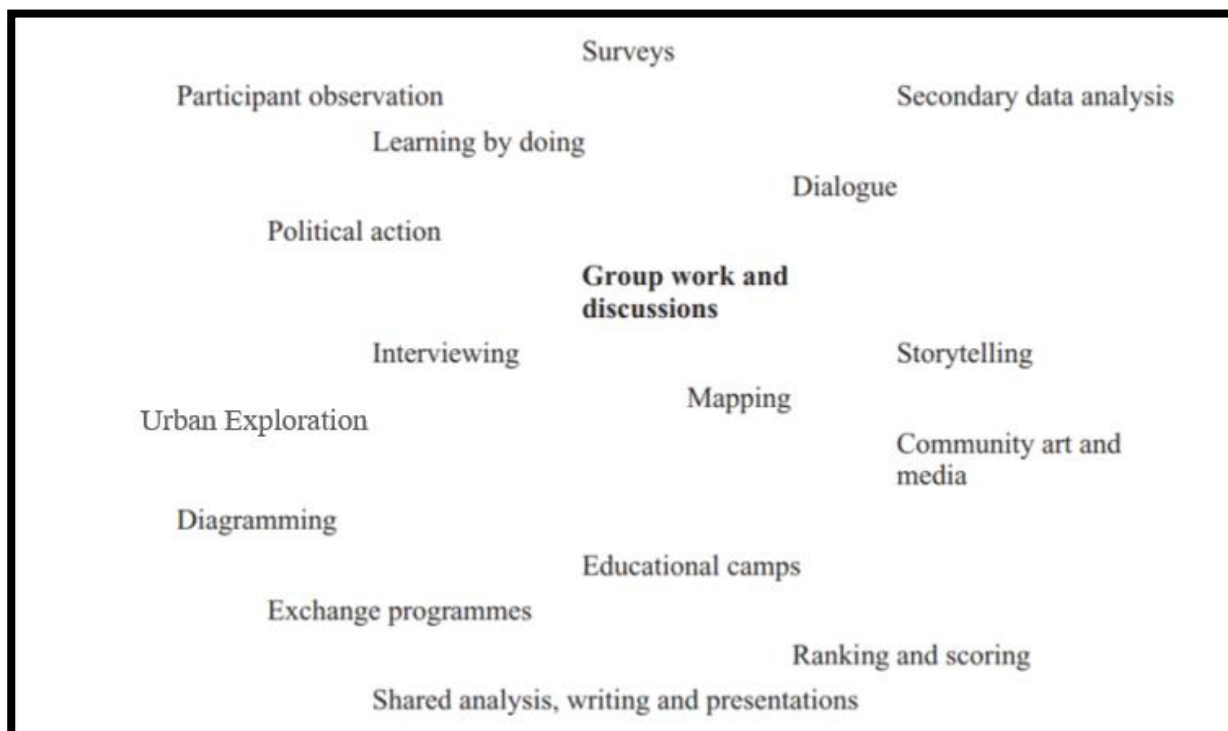 Surveys
Participant observation
Secondary data analysis
Learning by doing
Dialogue
Political action
Group work and
discussions
Interviewing
Storytelling
Mapping
Urban Exploration
Community art and
media
Diagramming
Educational camps
Exchange programmes
Ranking and scoring
Shared analysis, writing and presentations